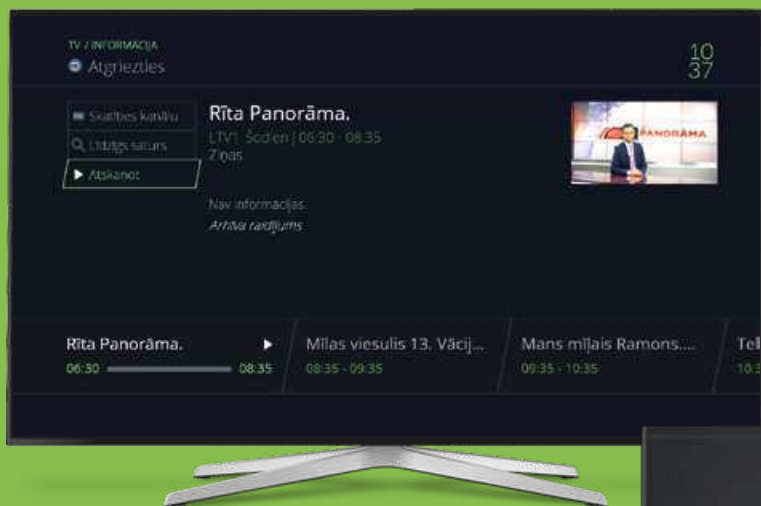 TV / INFORMĀCIJA
Atgriezties
10
37
Skatīties kanālu
Līdzīgs saturs
Atskaņot
Rīta Panorāma.
LTV1 Šodien | 06:30 - 08:35
Ziņas
Nav informācijas.
Arhīva raidījums
PANORĀMA
Rīta Panorāma.
06:30
08:35
Mīlas viesulis 13. Vācij...
08:35 - 09:35
Mans mīļais Ramons....
09:35 - 10:35
Tel
10:3